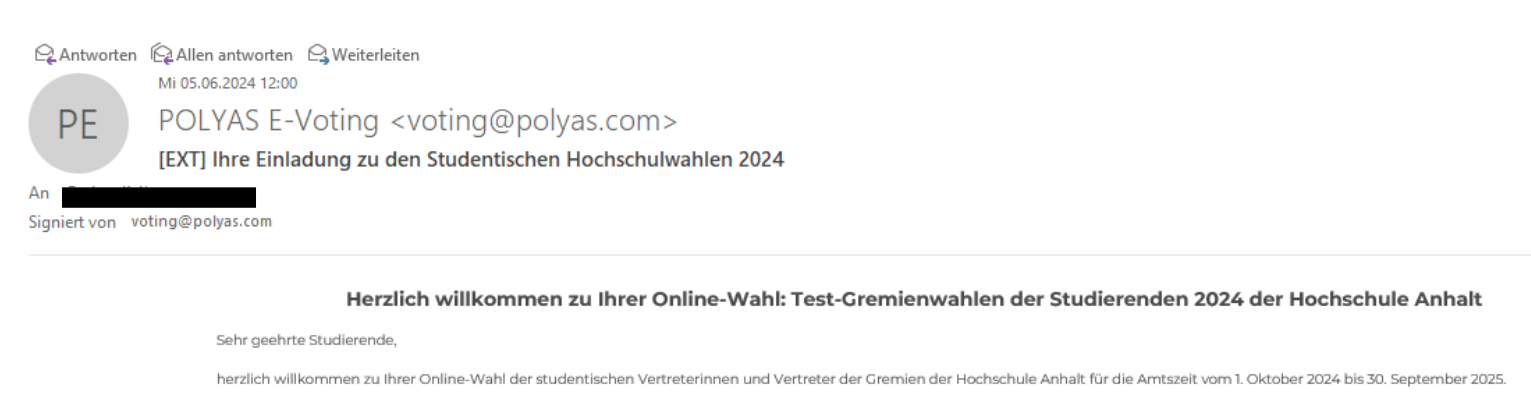 Antworten Allen antworten Weiterleiten
Mi 05.06.2024 12:00
PE
POLYAS E-Voting <voting@polyas.com>
[EXT] Ihre Einladung zu den Studentischen Hochschulwahlen 2024
An
Signiert von voting@polyas.com
Herzlich willkommen zu Ihrer Online-Wahl: Test-Gremienwahlen der Studierenden 2024 der Hochschule Anhalt
Sehr geehrte Studierende,
herzlich willkommen zu Ihrer Online-Wahl der studentischen Vertreterinnen und Vertreter der Gremien der Hochschule Anhalt für die Amtszeit vom 1. Oktober 2024 bis 30. September 2025.